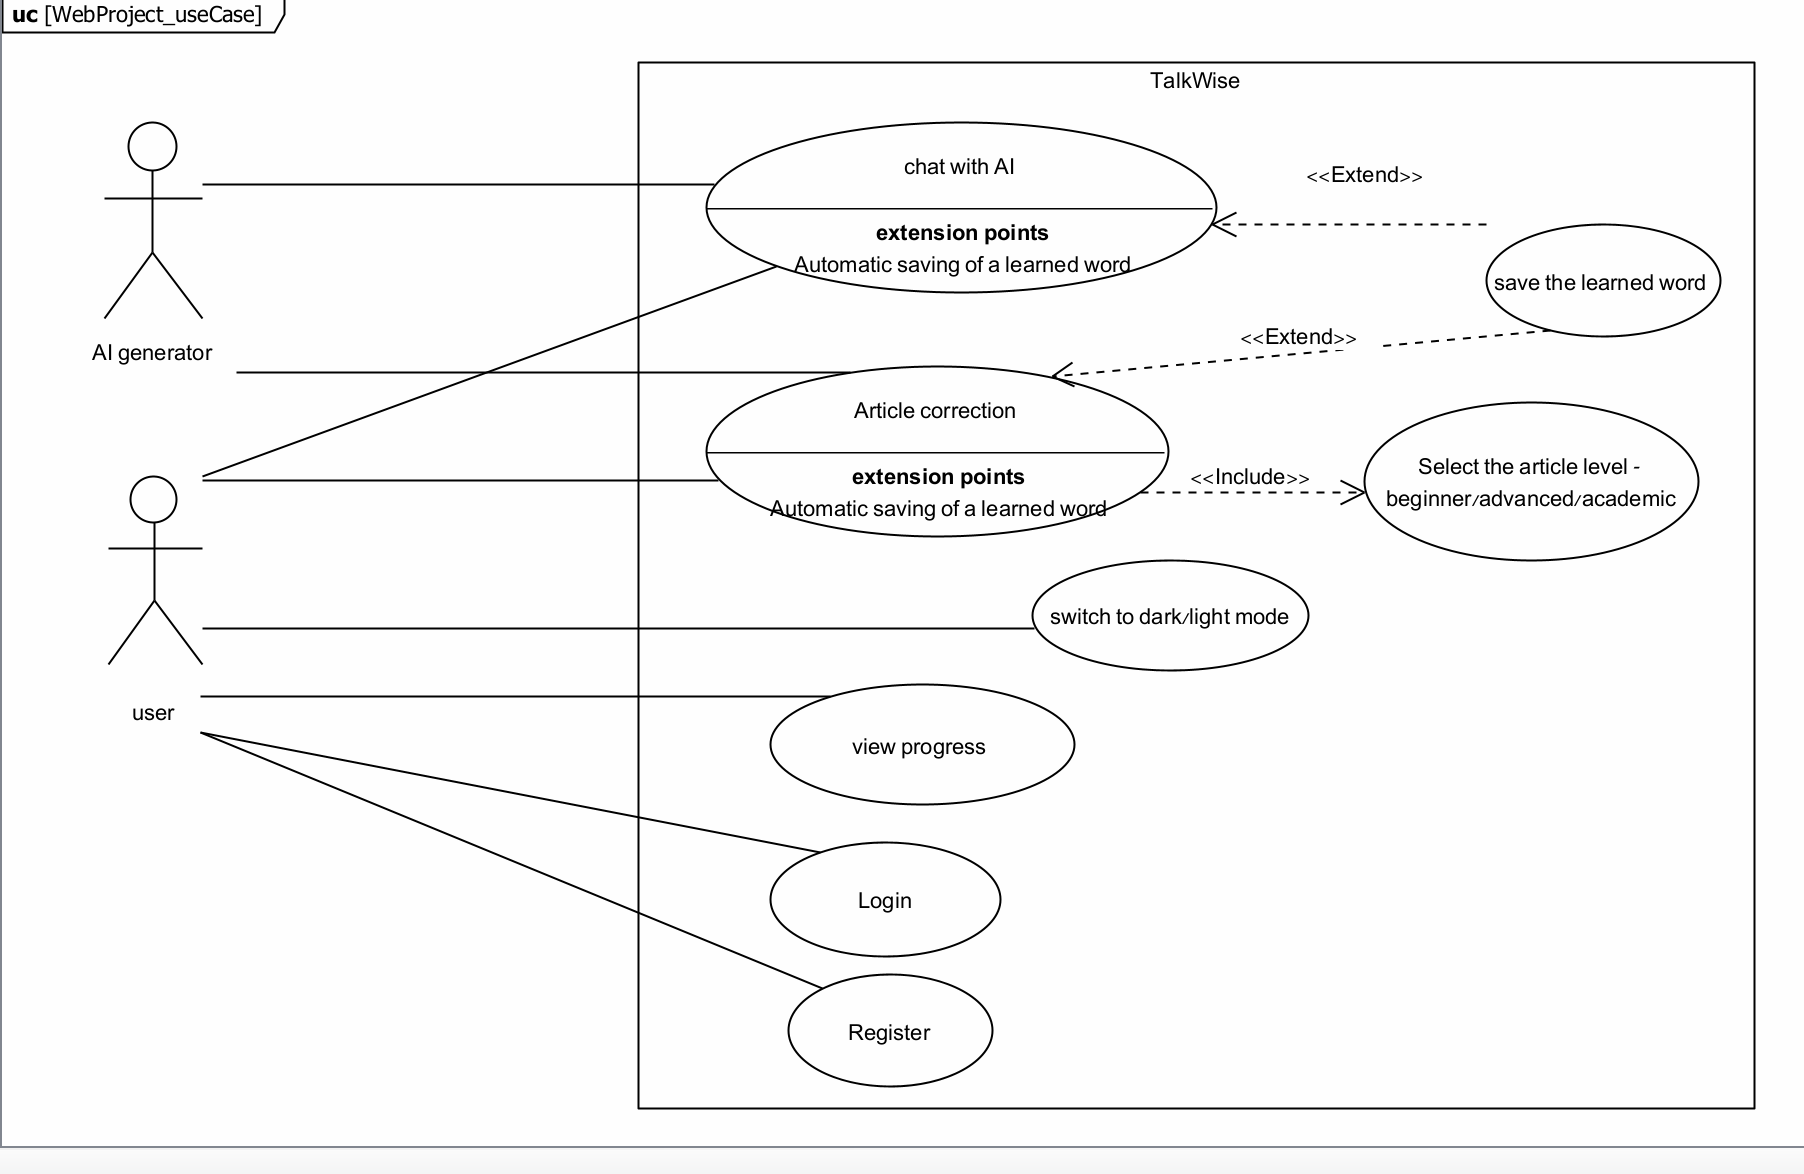 uc [WebProject_useCase]
TalkWise
chat with AI
<<Extend>>
extension points
Automatic saving of a learned word
save the learned word
<<Extend>>
AI generator
Article correction
Select the article level -
<<Include>>
extension points
beginner/advanced/academic
Automatic saving of a learned word
switch to dark/light mode
user
view progress
Login
Register